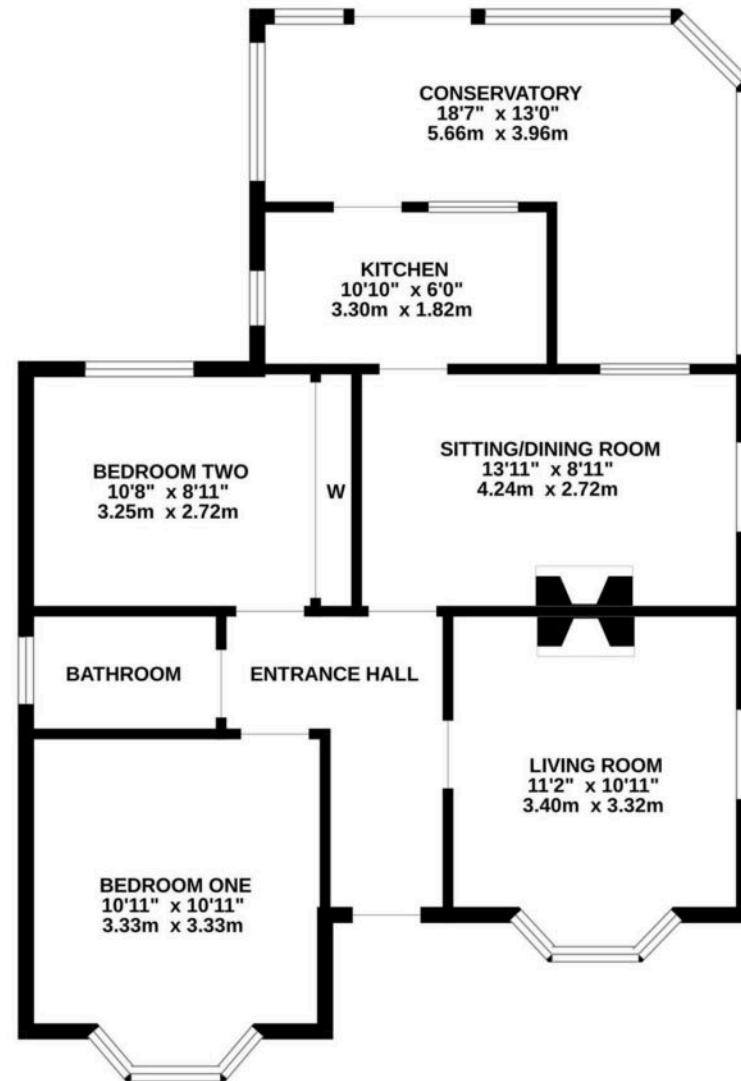 CONSERVATORY
18'7" x 13'0"
5.66m x 3.96m
KITCHEN
10'10" x 6'0"
3.30m x 1.82m
BEDROOM TWO
10'8" x 8'11"
3.25m x 2.72m
W
SITTING/DINING ROOM
13'11" x 8'11"
4.24m x 2.72m
BATHROOM
ENTRANCE HALL
LIVING ROOM
11'2" x 10'11"
3.40m x 3.32m
BEDROOM ONE
10'11" x 10'11"
3.33m x 3.33m